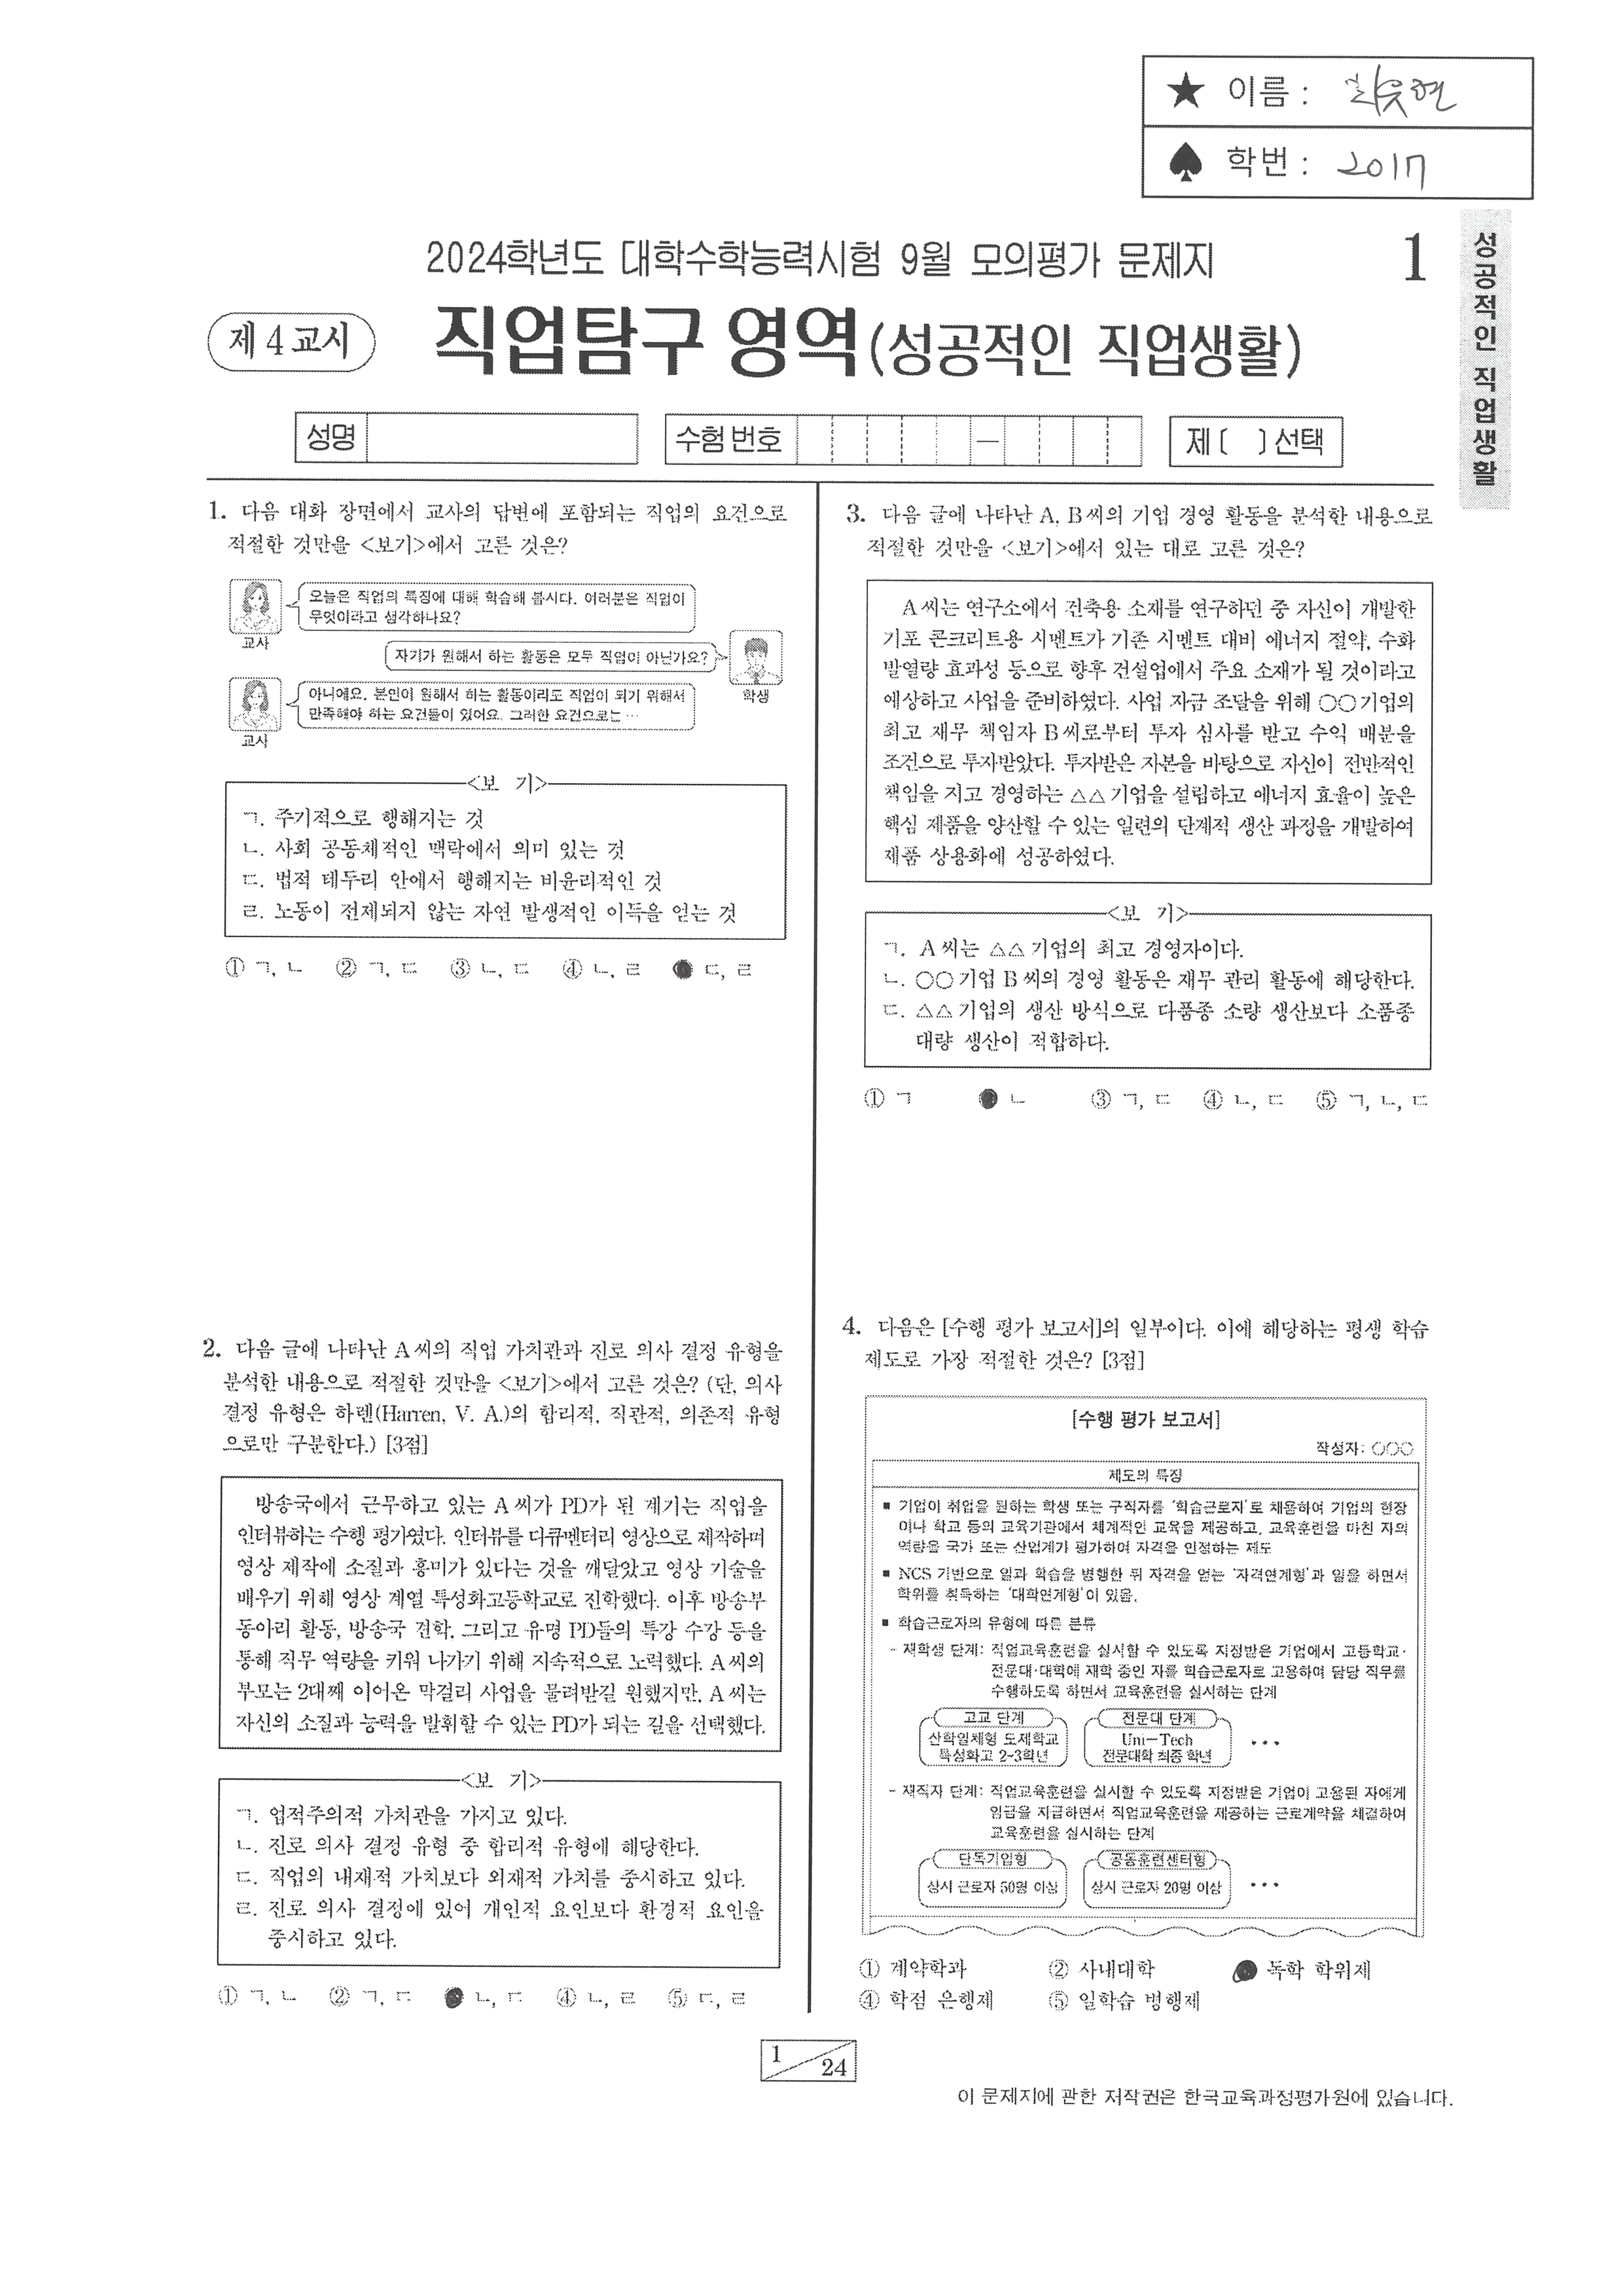 ★ 이름 :
♠ 학번 : 2017
2024학년도 대학수학능력시험 9월 모의평가 문제지
1
성공적인 직업생활
제 4 교시
직업탐구 영역(성공적인 직업생활)
성명
수험 번호 —
제 ( ) 선택
1. 다음 대화 장면에서 교사의 답변에 포함되는 직업의 요건으로
적절한 것만을 <보기>에서 고른 것은?
오늘은 직업의 특징에 대해 학습해 봅시다. 여러분은 직업이
무엇이라고 생각하나요?
교사
자기가 원해서 하는 활동은 모두 직업이 아닌가요?
학생
아니에요. 본인이 원해서 하는 활동이라도 직업이 되기 위해서
만족해야 하는 요건들이 있어요. 그러한 요건으로는 …
교사
<보 기>
ㄱ. 주기적으로 행해지는 것
ㄴ. 사회 공동체적인 맥락에서 의미 있는 것
ㄷ. 법적 테두리 안에서 행해지는 비윤리적인 것
ㄹ. 노동이 전제되지 않는 자연 발생적인 이득을 얻는 것
① ㄱ, ㄴ ② ㄱ, ㄷ ③ ㄴ, ㄷ ④ ㄴ, ㄹ ㄷ, ㄹ
2. 다음 글에 나타난 A 씨의 직업 가치관과 진로 의사 결정 유형을
분석한 내용으로 적절한 것만을 <보기>에서 고른 것은? (단, 의사
결정 유형은 하렌(Harren, V. A.)의 합리적, 직관적, 의존적 유형
으로만 구분한다.) [3점]
방송국에서 근무하고 있는 A 씨가 PD가 된 계기는 직업을
인터뷰하는 수행 평가였다. 인터뷰를 다큐멘터리 영상으로 제작하며
영상 제작에 소질과 흥미가 있다는 것을 깨달았고 영상 기술을
배우기 위해 영상 계열 특성화고등학교로 진학했다. 이후 방송부
동아리 활동, 방송국 견학, 그리고 유명 PD들의 특강 수강 등을
통해 직무 역량을 키워 나가기 위해 지속적으로 노력했다. A 씨의
부모는 2대째 이어온 막걸리 사업을 물려받길 원했지만, A 씨는
자신의 소질과 능력을 발휘할 수 있는 PD가 되는 길을 선택했다.
<보 기>
ㄱ. 업적주의적 가치관을 가지고 있다.
ㄴ. 진로 의사 결정 유형 중 합리적 유형에 해당한다.
ㄷ. 직업의 내재적 가치보다 외재적 가치를 중시하고 있다.
ㄹ. 진로 의사 결정에 있어 개인적 요인보다 환경적 요인을
중시하고 있다.
① ㄱ, ㄴ ② ㄱ, ㄷ ㄴ, ㄷ ④ ㄴ, ㄹ ⑤ ㄷ, ㄹ
3. 다음 글에 나타난 A, B 씨의 기업 경영 활동을 분석한 내용으로
적절한 것만을 <보기>에서 있는 대로 고른 것은?
A 씨는 연구소에서 건축용 소재를 연구하던 중 자신이 개발한
기포 콘크리트용 시멘트가 기존 시멘트 대비 에너지 절약, 수화
발열량 효과성 등으로 향후 건설업에서 주요 소재가 될 것이라고
예상하고 사업을 준비하였다. 사업 자금 조달을 위해 ○○기업의
최고 재무 책임자 B 씨로부터 투자 심사를 받고 수익 배분을
조건으로 투자받았다. 투자받은 자본을 바탕으로 자신이 전반적인
책임을 지고 경영하는 △△기업을 설립하고 에너지 효율이 높은
핵심 제품을 양산할 수 있는 일련의 단계적 생산 과정을 개발하여
제품 상용화에 성공하였다.
<보 기>
ㄱ. A 씨는 △△기업의 최고 경영자이다.
ㄴ. ○○기업 B 씨의 경영 활동은 재무 관리 활동에 해당한다.
ㄷ. △△기업의 생산 방식으로 다품종 소량 생산보다 소품종
대량 생산이 적합하다.
① ㄱ ㄴ ③ ㄱ, ㄷ ④ ㄴ, ㄷ ⑤ ㄱ, ㄴ, ㄷ
4. 다음은 [수행 평가 보고서]의 일부이다. 이에 해당하는 평생 학습
제도로 가장 적절한 것은? [3점]
[수행 평가 보고서]
작성자: ○○○
제도의 특징
■ 기업이 취업을 원하는 학생 또는 구직자를 ‘학습근로자’로 채용하여 기업의 현장
이나 학교 등의 교육기관에서 체계적인 교육을 제공하고, 교육훈련을 마친 자의
역량을 국가 또는 산업계가 평가하여 자격을 인정하는 제도
■ NCS 기반으로 일과 학습을 병행한 뒤 자격을 얻는 ‘자격연계형’과 일을 하면서
학위를 취득하는 ‘대학연계형’이 있음.
■ 학습근로자의 유형에 따른 분류
- 재학생 단계: 직업교육훈련을 실시할 수 있도록 지정받은 기업에서 고등학교·
전문대·대학에 재학 중인 자를 학습근로자로 고용하여 담당 직무를
수행하도록 하면서 교육훈련을 실시하는 단계
고교 단계
산학일체형 도제학교
특성화고 2~3학년
전문대 단계
Uni-Tech
전문대학 최종 학년
…
- 재직자 단계: 직업교육훈련을 실시할 수 있도록 지정받은 기업이 고용된 자에게
임금을 지급하면서 직업교육훈련을 제공하는 근로계약을 체결하여
교육훈련을 실시하는 단계
단독기업형
상시 근로자 50명 이상
공동훈련센터형
상시 근로자 20명 이상
…
① 계약학과 ② 사내대학 독학 학위제
④ 학점 은행제 ⑤ 일학습 병행제
1 / 24
이 문제지에 관한 저작권은 한국교육과정평가원에 있습니다.